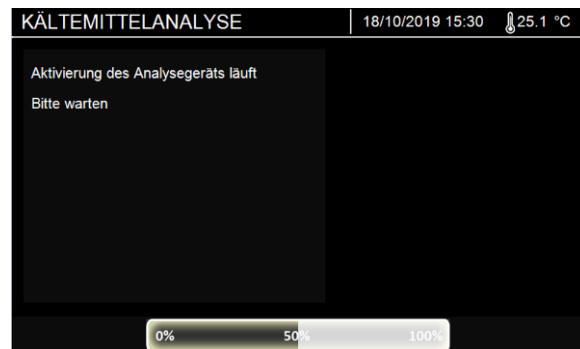 KÄLTEMITTELANALYSE 18/10/2019 15:30 25.1 °C
Aktivierung des Analysegeräts läuft
Bitte warten
0% 50% 100%